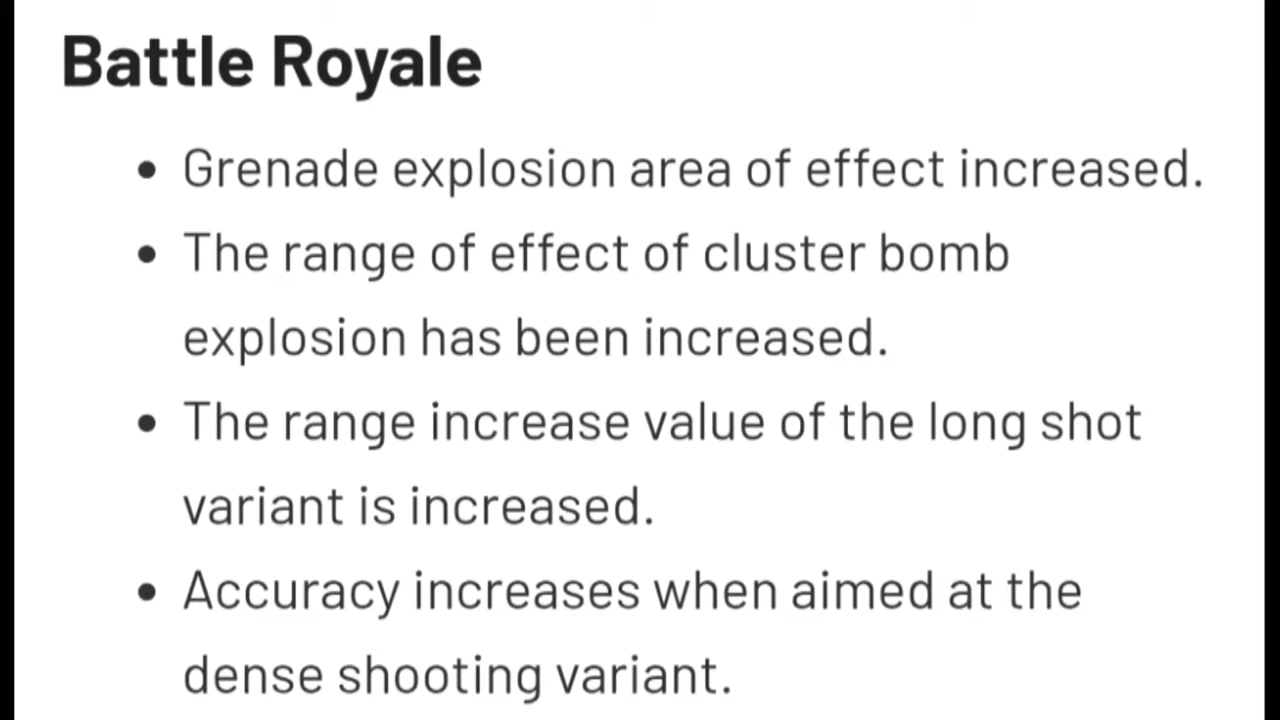 Battle Royale
• Grenade explosion area of effect increased.
• The range of effect of cluster bomb
explosion has been increased.
• The range increase value of the long shot
variant is increased.
• Accuracy increases when aimed at the
dense shooting variant.